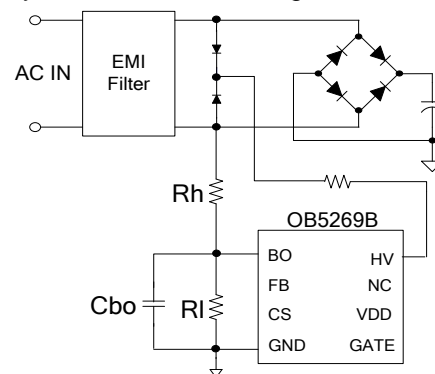 EMI
Filter
AC IN
Rh
OB5269B
BO
HV
FB
NC
Cbo
Rl
CS
VDD
GND
GATE